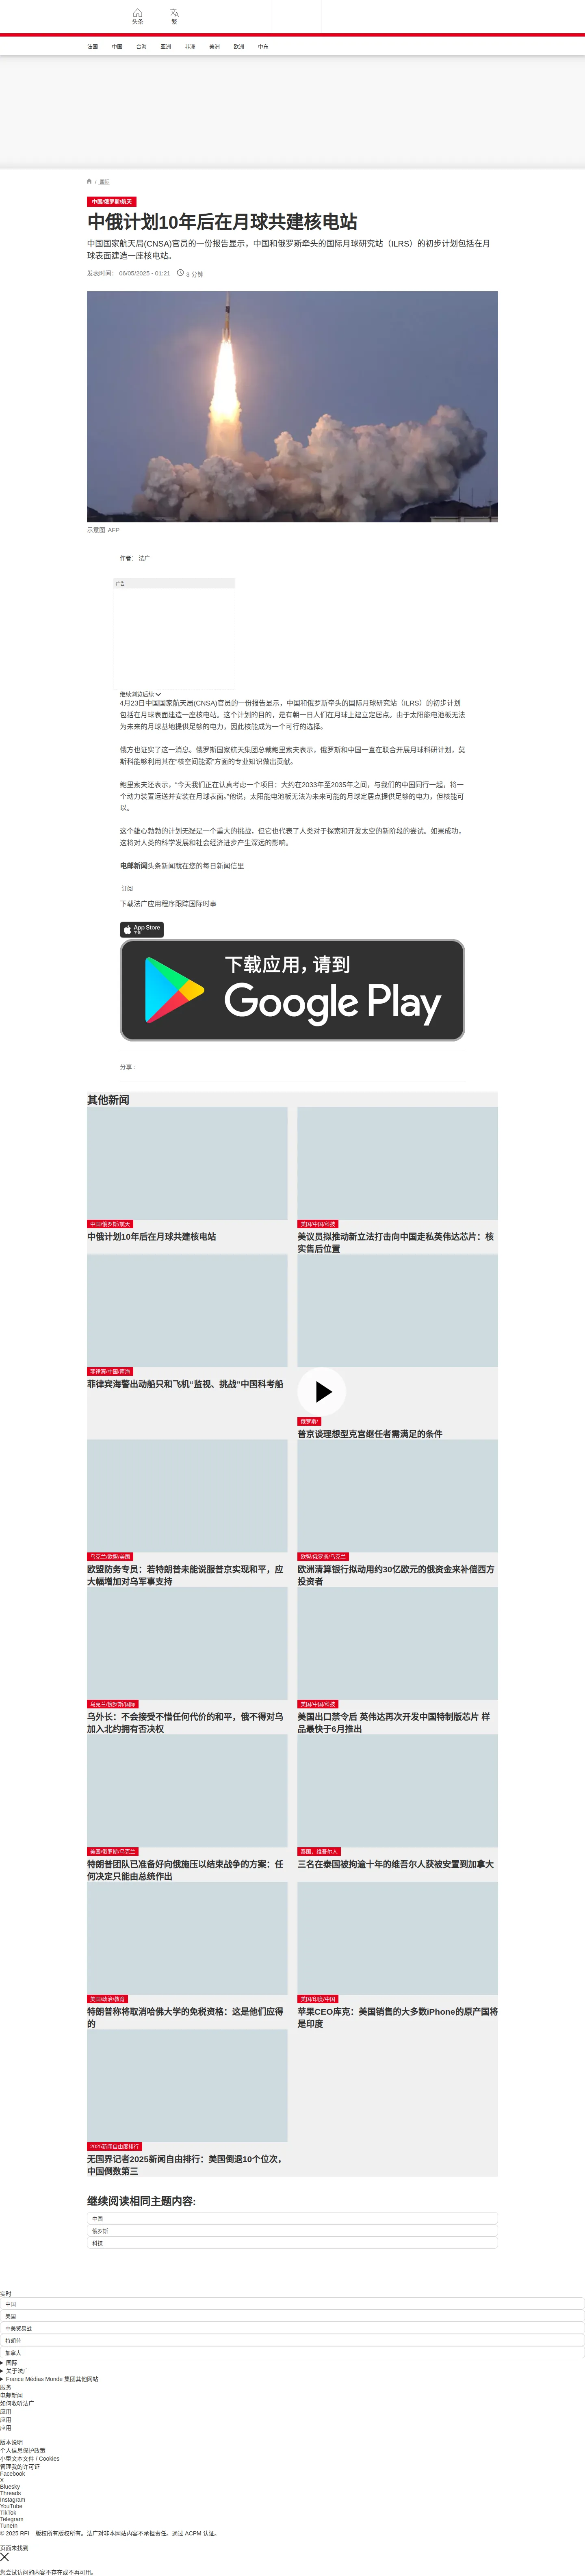 头条
繁
法国 中国 台海 亚洲 非洲 美洲 欧洲 中东
/ 国际
中国/俄罗斯/航天
中俄计划10年后在月球共建核电站
中国国家航天局(CNSA)官员的一份报告显示，中国和俄罗斯牵头的国际月球研究站（ILRS）的初步计划包括在月
球表面建造一座核电站。
发表时间： 06/05/2025 - 01:21 3 分钟
示意图 AFP
作者： 法广
广告
继续浏览后续
4月23日中国国家航天局(CNSA)官员的一份报告显示，中国和俄罗斯牵头的国际月球研究站（ILRS）的初步计划
包括在月球表面建造一座核电站。这个计划的目的，是有朝一日人们在月球上建立定居点。由于太阳能电池板无法
为未来的月球基地提供足够的电力，因此核能成为一个可行的选择。
俄方也证实了这一消息。俄罗斯国家航天集团总裁鲍里索夫表示，俄罗斯和中国一直在联合开展月球科研计划，莫
斯科能够利用其在“核空间能源”方面的专业知识做出贡献。
鲍里索夫还表示，“今天我们正在认真考虑一个项目：大约在2033年至2035年之间，与我们的中国同行一起，将一
个动力装置运送并安装在月球表面。”他说，太阳能电池板无法为未来可能的月球定居点提供足够的电力，但核能可
以。
这个雄心勃勃的计划无疑是一个重大的挑战，但它也代表了人类对于探索和开发太空的新阶段的尝试。如果成功，
这将对人类的科学发展和社会经济进步产生深远的影响。
电邮新闻头条新闻就在您的每日新闻信里
订阅
下载法广应用程序跟踪国际时事
App Store
下载
下载应用，请到
Google Play
分享 :
其他新闻
中国/俄罗斯/航天
中俄计划10年后在月球共建核电站
美国/中国/科技
美议员拟推动新立法打击向中国走私英伟达芯片：核
实售后位置
菲律宾/中国/南海
菲律宾海警出动船只和飞机“监视、挑战”中国科考船
俄罗斯/
普京谈理想型克宫继任者需满足的条件
马克兰/欧盟/美国
欧盟防务专员：若特朗普未能说服普京实现和平，应
大幅增加对乌军事支持
欧盟/俄罗斯/乌克兰
欧洲清算银行拟动用约30亿欧元的俄资金来补偿西方
投资者
马克兰/俄罗斯/国际
乌外长：不会接受不惜任何代价的和平，俄不得对乌
加入北约拥有否决权
美国/中国/科技
美国出口禁令后 英伟达再次开发中国特制版芯片 样
品最快于6月推出
美国/俄罗斯/乌克兰
特朗普团队已准备好向俄施压以结束战争的方案：任
何决定只能由总统作出
泰国，维吾尔人
三名在泰国被拘逾十年的维吾尔人获被安置到加拿大
美国/政治/教育
特朗普称将取消哈佛大学的免税资格：这是他们应得
的
美国/印度/中国
苹果CEO库克：美国销售的大多数iPhone的原产国将
是印度
2025新闻自由度排行
无国界记者2025新闻自由排行：美国倒退10个位次，
中国倒数第三
继续阅读相同主题内容:
中国
俄罗斯
科技
实时
中国
美国
中美贸易战
特朗普
加拿大
国际
关于法广
France Médias Monde 集团其他网站
服务
电邮新闻
如何收听法广
应用
应用
应用
版本说明
个人信息保护政策
小型文本文件 / Cookies
管理我的许可证
Facebook
X
Bluesky
Threads
Instagram
YouTube
TikTok
Telegram
TuneIn
© 2025 RFI – 版权所有版权所有。法广对非本网站内容不承担责任。通过 ACPM 认证。
页面未找到
您尝试访问的内容不存在或不再可用。